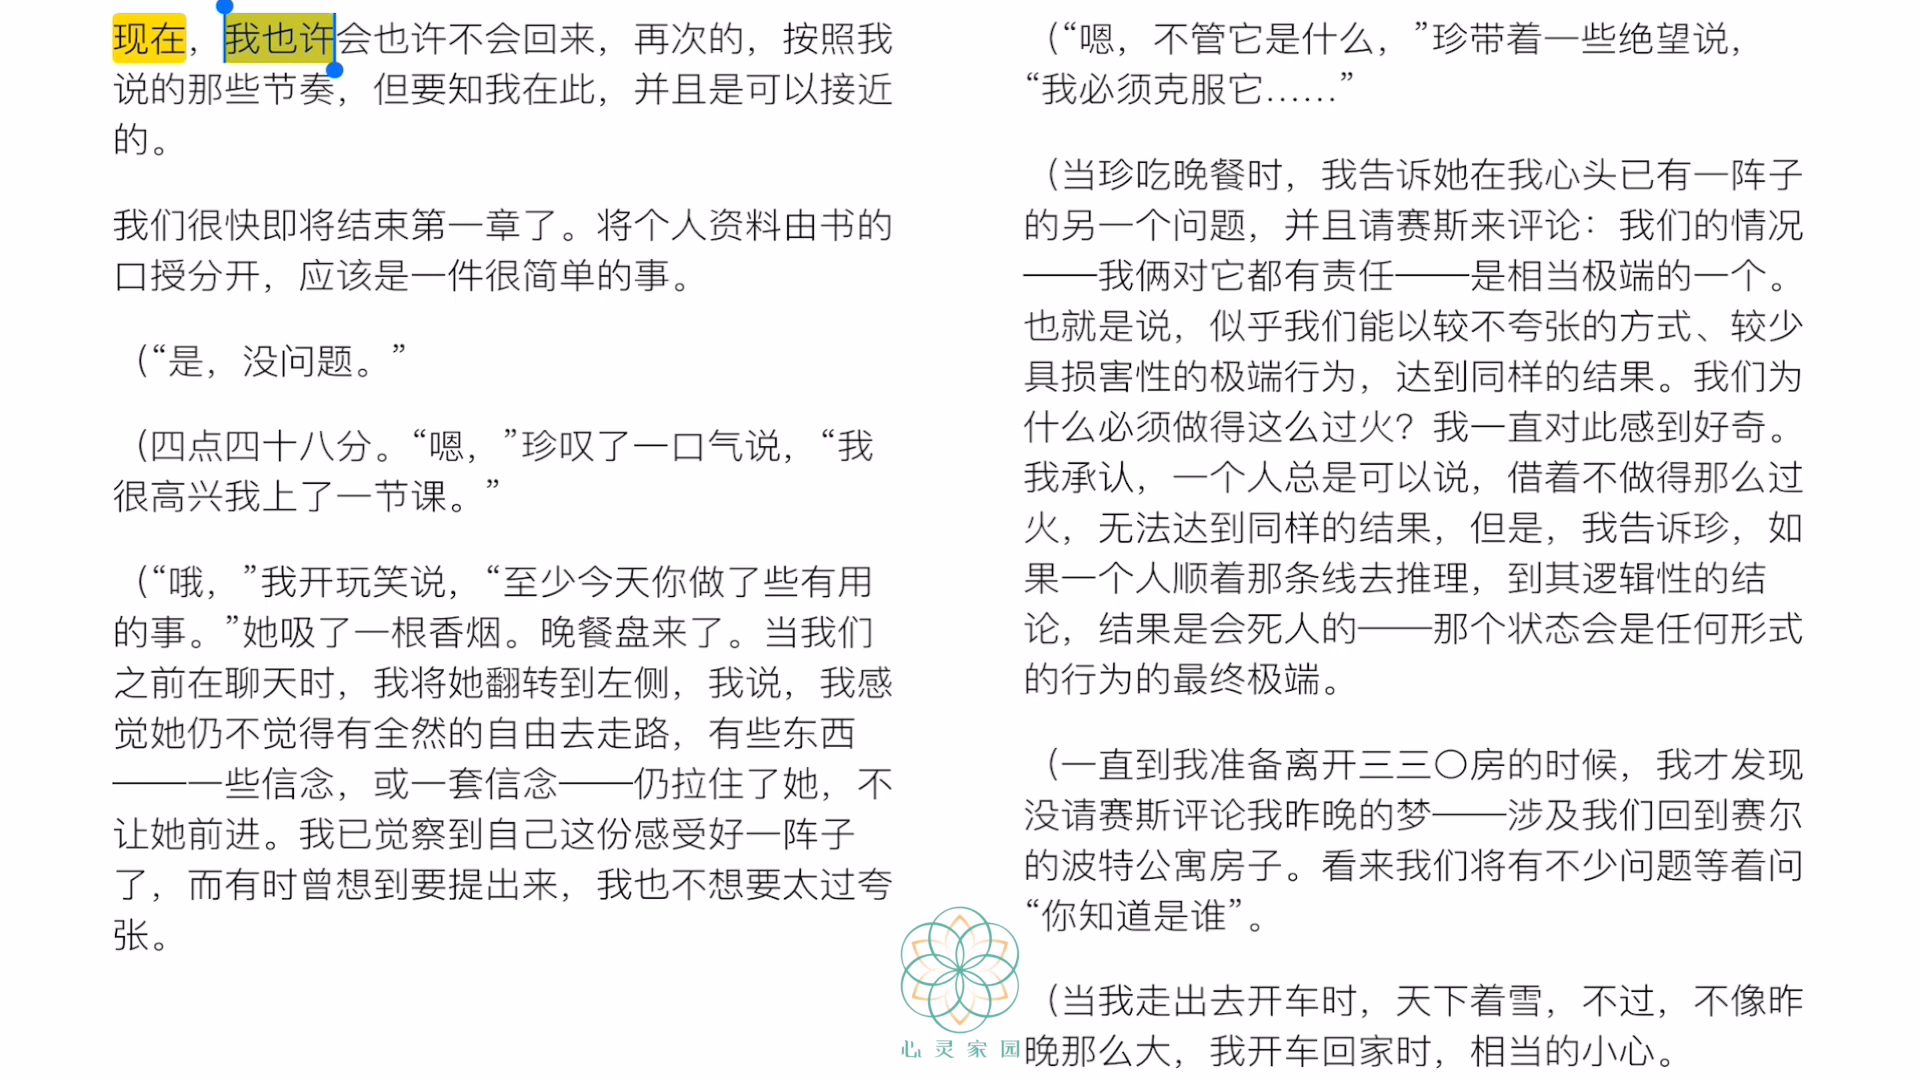 现在，我也许会也许不会回来，再次的，按照我
说的那些节奏，但要知我在此，并且是可以接近
的。
我们很快即将结束第一章了。将个人资料由书的
口授分开，应该是一件很简单的事。
（“是，没问题。”
（四点四十八分。“嗯，”珍叹了一口气说，“我
很高兴我上了一节课。”
（“哦，”我开玩笑说，“至少今天你做了些有用
的事。”她吸了一根香烟。晚餐盘来了。当我们
之前在聊天时，我将她翻转到左侧，我说，我感
觉她仍不觉得有全然的自由去走路，有些东西
——一些信念，或一套信念——仍拉住了她，不
让她前进。我已觉察到自己这份感受好一阵子
了，而有时曾想到要提出来，我也不想要太过夸
张。
（“嗯，不管它是什么，”珍带着一些绝望说，
“我必须克服它……”
（当珍吃晚餐时，我告诉她在我心头已有一阵子
的另一个问题，并且请赛斯来评论：我们的情况
——我俩对它都有责任——是相当极端的一个。
也就是说，似乎我们能以较不夸张的方式、较少
具损害性的极端行为，达到同样的结果。我们为
什么必须做得这么过火？我一直对此感到好奇。
我承认，一个人总是可以说，借着不做得那么过
火，无法达到同样的结果，但是，我告诉珍，如
果一个人顺着那条线去推理，到其逻辑性的结
论，结果是会死人的——那个状态会是任何形式
的行为的最终极端。
（一直到我准备离开三三〇房的时候，我才发现
没请赛斯评论我昨晚的梦——涉及我们回到赛尔
的波特公寓房子。看来我们将有不少问题等着问
“你知道是谁”。
（当我走出去开车时，天下着雪，不过，不像昨
晚那么大，我开车回家时，相当的小心。
心灵家园